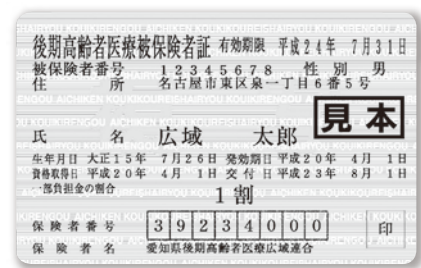 後期高齢者医療被保険者証 有効期限 平成24年 7月31日
被保険者番号 12345678 性別 男
住所 名古屋市東区泉一丁目6番5号
見本
氏名 広域 太郎
生年月日 大正15年 7月26日 発効期日 平成20年 4月 1日
資格取得日 平成20年 4月 1日 交付日 平成23年 8月 1日
一部負担金の割合
1割
保険者番号 39234000 印
保険者名 愛知県後期高齢者医療広域連合